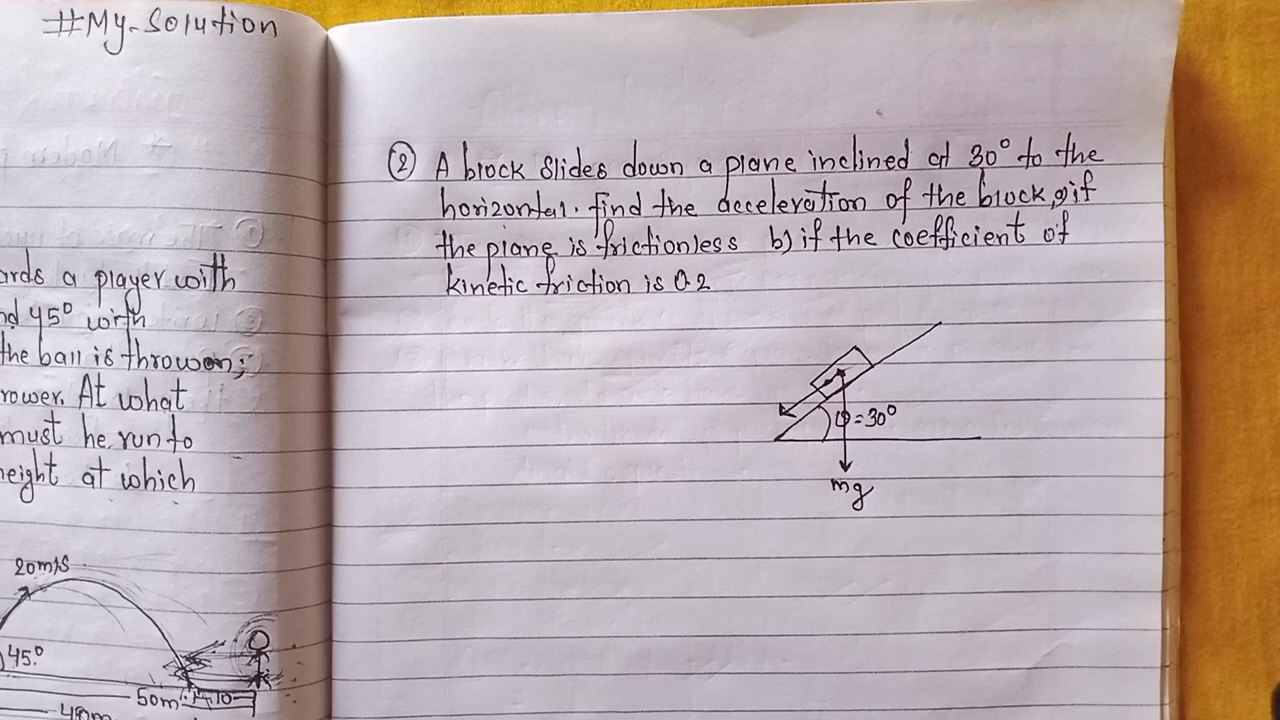 #My-Solution
ards a player with
nd 45° with
the ball is throwon;
rower. At what
must he run to
height at which
20m/s
45°
50m
10
48m
② A block slides down a plane inclined at 30° to the
horizontal. find the acceleration of the block, a) if
the plane is frictionless b) if the coefficient of
kinetic friction is 0.2
φ = 30°
mg